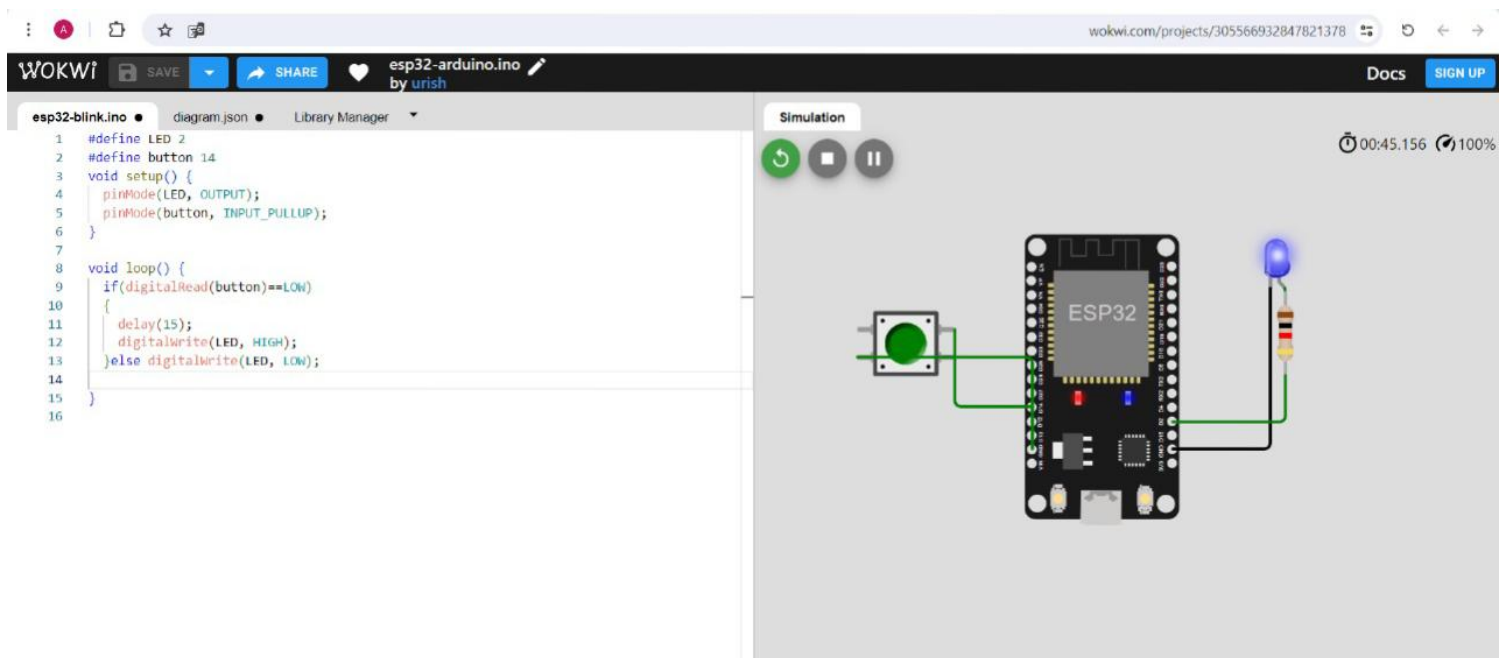 wokwi.com/projects/305566932847821378
WOKWI SAVE SHARE esp32-arduino.ino
by urish
Docs SIGN UP
esp32-blink.ino ● diagram.json ● Library Manager
Simulation
00:45.156 100%
1 #define LED 2
2 #define button 14
3 void setup() {
4 pinMode(LED, OUTPUT);
5 pinMode(button, INPUT_PULLUP);
6 }
7
8 void loop() {
9 if(digitalRead(button)==LOW)
10 {
11 delay(15);
12 digitalWrite(LED, HIGH);
13 }else digitalWrite(LED, LOW);
14
15 }
16
ESP32